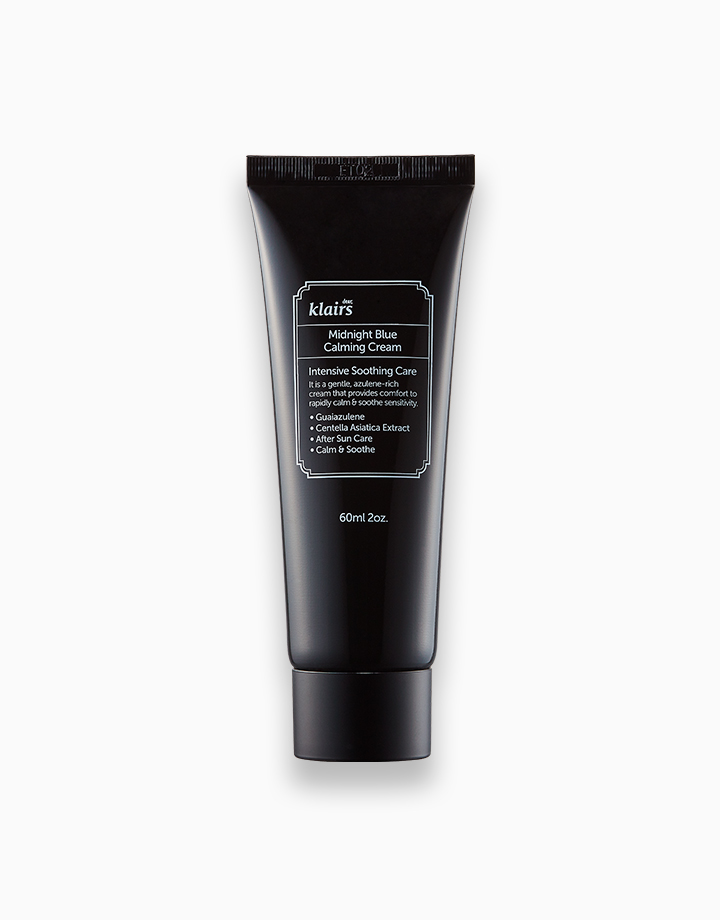 FT02
dear,
klairs
Midnight Blue
Calming Cream
Intensive Soothing Care
It is a gentle, azulene-rich
cream that provides comfort to
rapidly calm & soothe sensitivity.
• Guaiazulene
• Centella Asiatica Extract
• After Sun Care
• Calm & Soothe
60ml 2oz.